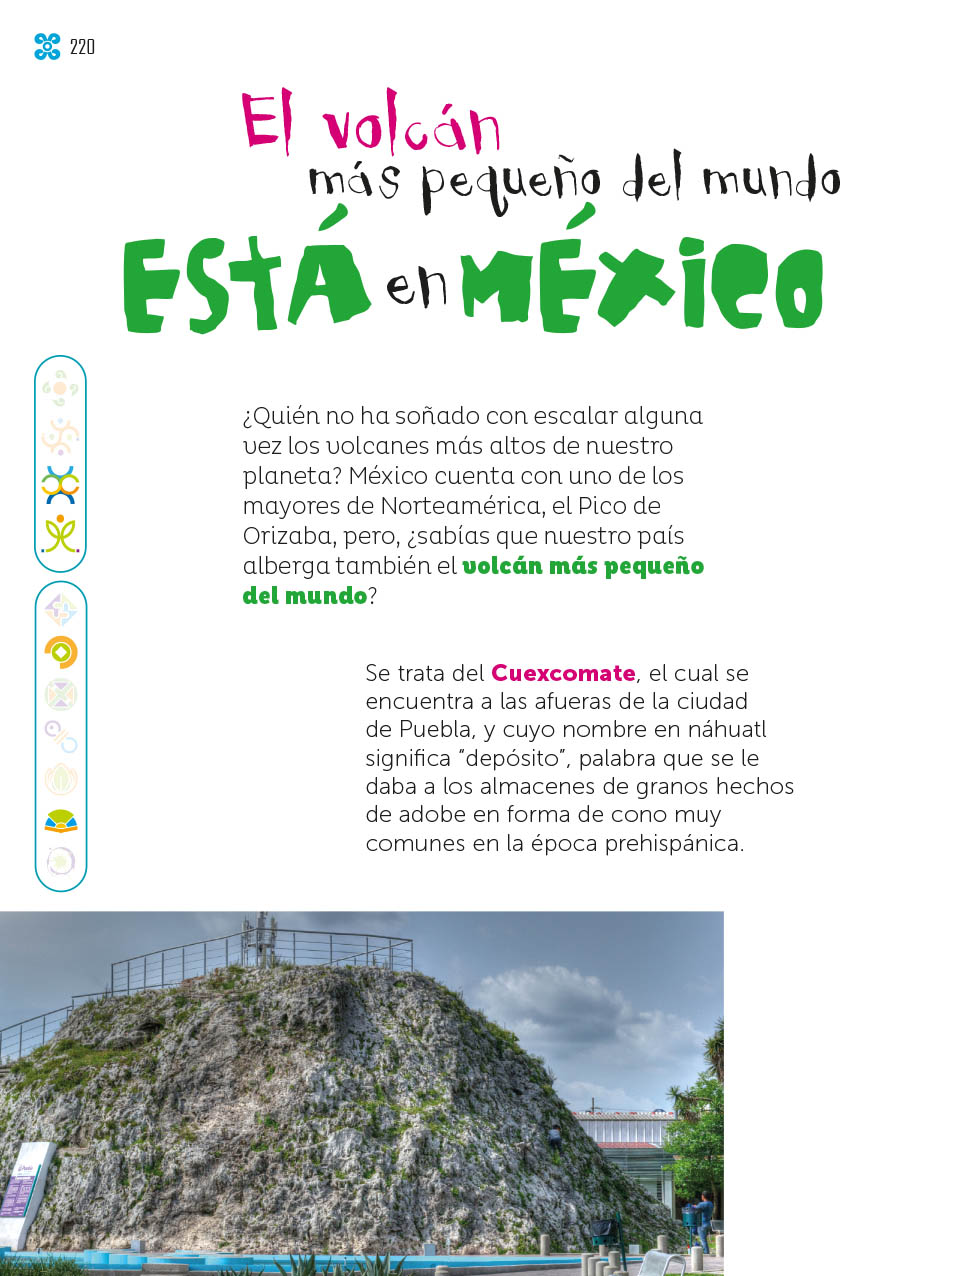 220
El volcán
más pequeño del mundo
ESTÁ en MÉXICO
¿Quién no ha soñado con escalar alguna
vez los volcanes más altos de nuestro
planeta? México cuenta con uno de los
mayores de Norteamérica, el Pico de
Orizaba, pero, ¿sabías que nuestro país
alberga también el volcán más pequeño
del mundo?
Se trata del Cuexcomate, el cual se
encuentra a las afueras de la ciudad
de Puebla, y cuyo nombre en náhuatl
significa “depósito”, palabra que se le
daba a los almacenes de granos hechos
de adobe en forma de cono muy
comunes en la época prehispánica.